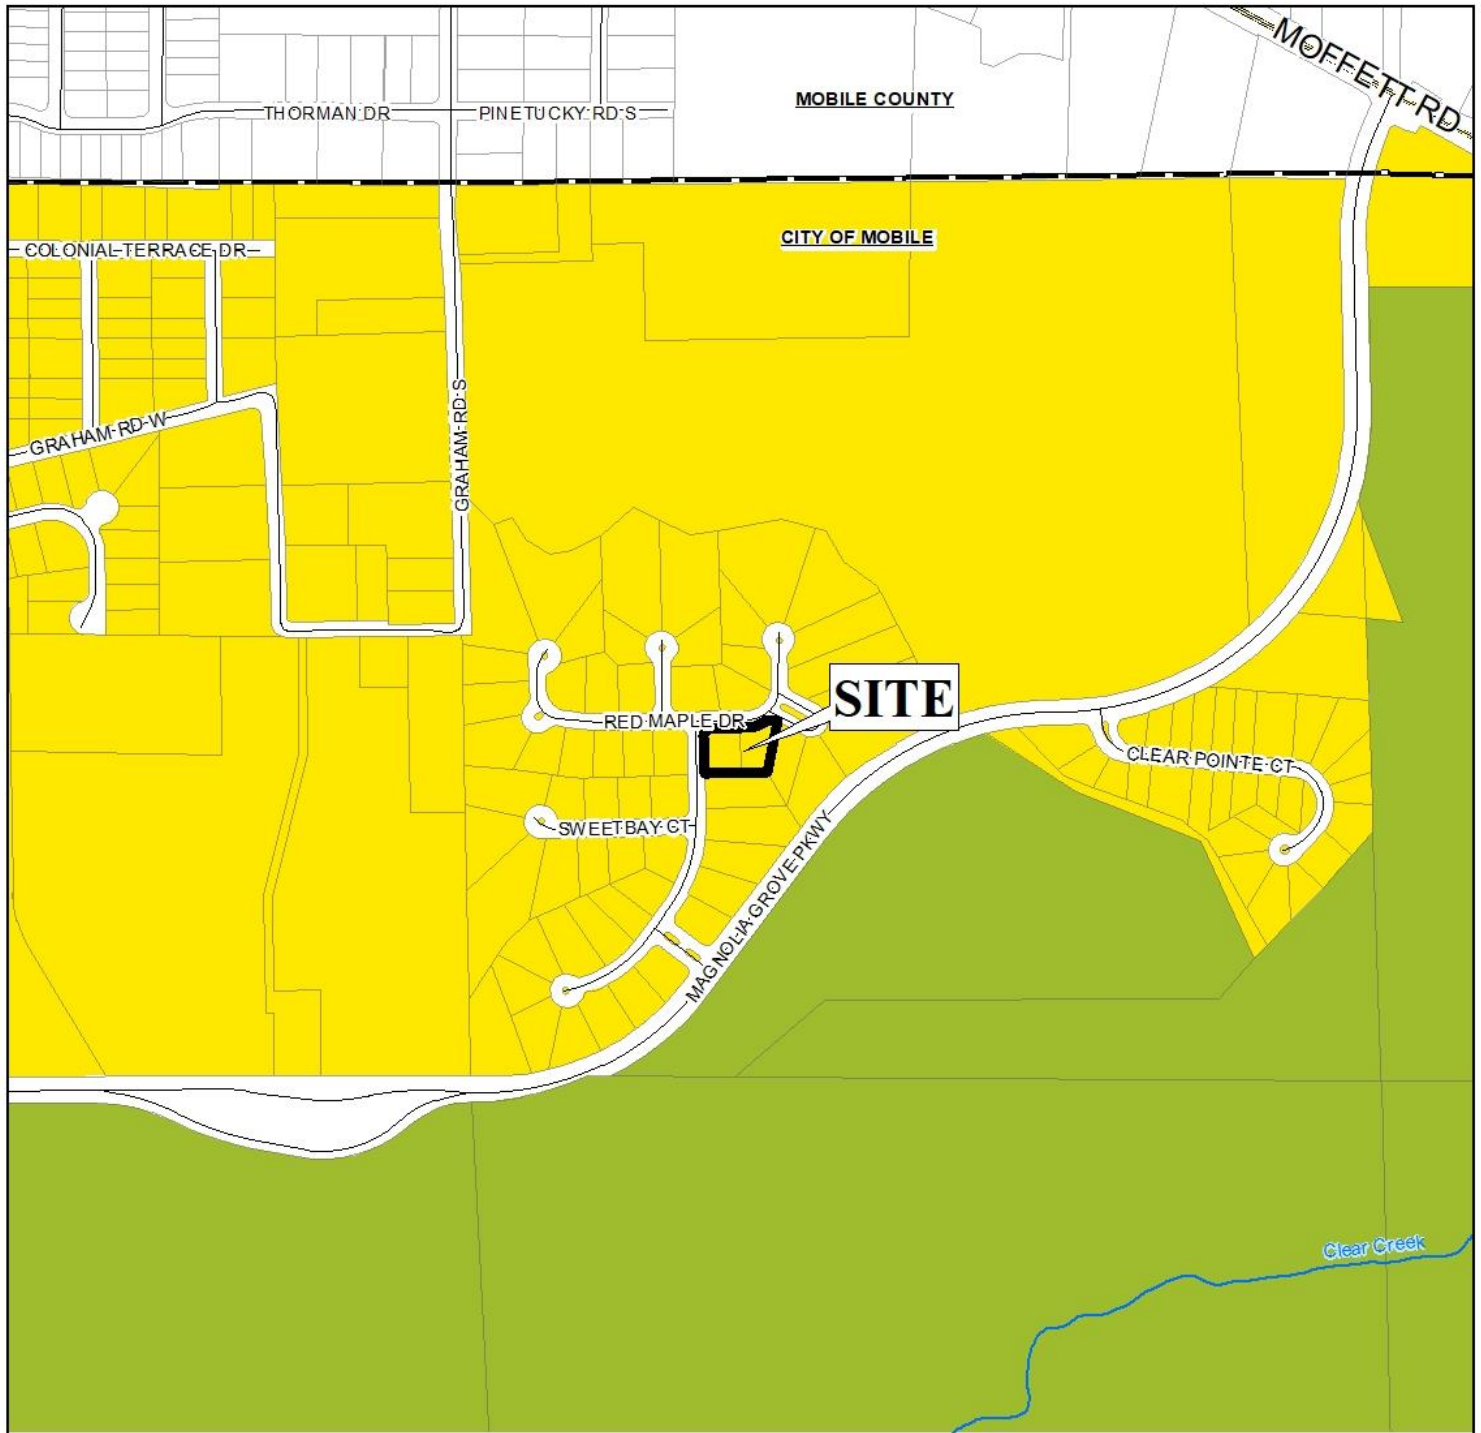 MOFFETT RD
MOBILE COUNTY
THORMAN DR
PINETUCKY RD S
CITY OF MOBILE
COLONIAL TERRACE DR
GRAHAM RD W
GRAHAM RD S
SITE
RED MAPLE DR
CLEAR POINTE CT
SWEETBAY CT
MAGNOLIA GROVE PKWY
Clear Creek